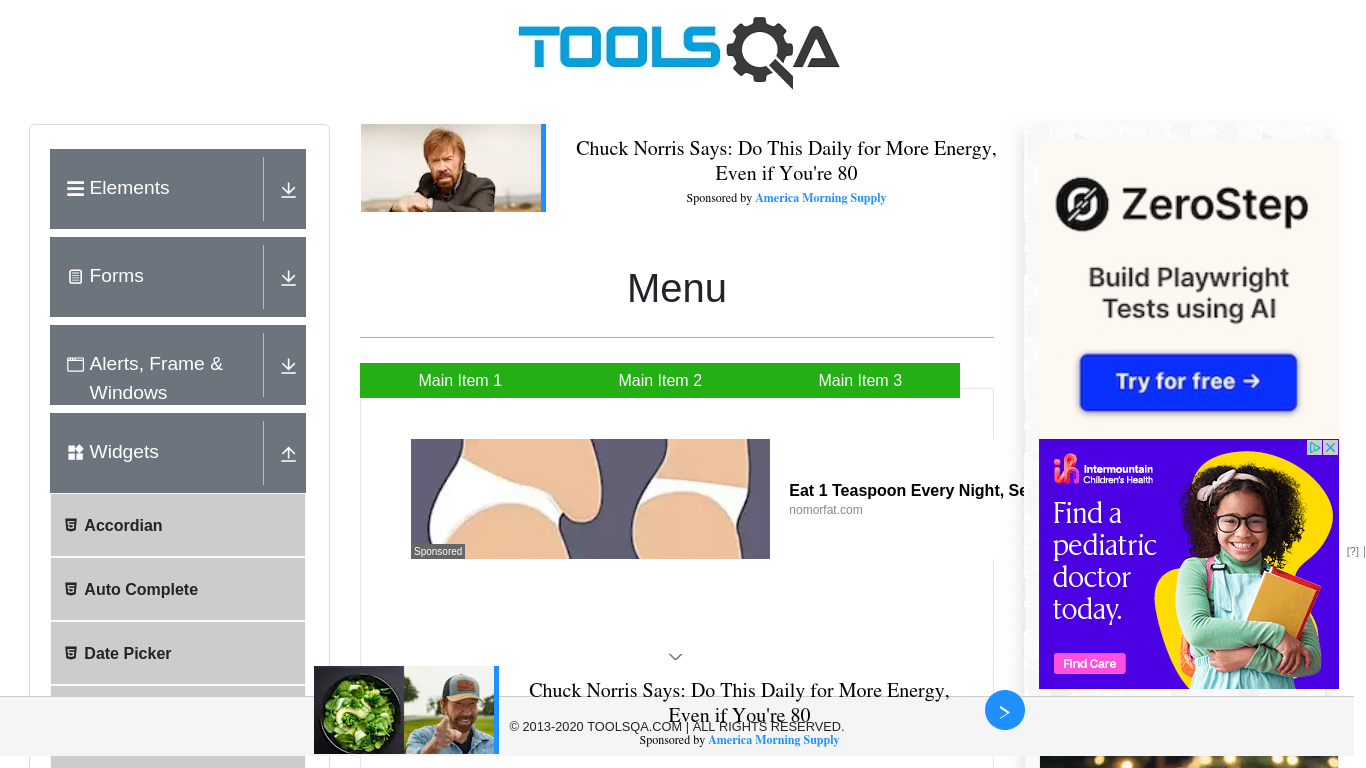 TOOLSQA
Elements
Forms
Alerts, Frame &
Windows
Widgets
Accordian
Auto Complete
Date Picker
Chuck Norris Says: Do This Daily for More Energy,
Even if You're 80
Sponsored by America Morning Supply
Menu
Main Item 1
Main Item 2
Main Item 3
Eat 1 Teaspoon Every Night, Se
nomorfat.com
Sponsored
ZeroStep
Build Playwright
Tests using AI
Try for free →
Intermountain
Children's Health
Find a
pediatric
doctor
today.
Find Care
[?] |
Chuck Norris Says: Do This Daily for More Energy,
Even if You're 80
© 2013-2020 TOOLSQA.COM | ALL RIGHTS RESERVED.
Sponsored by America Morning Supply